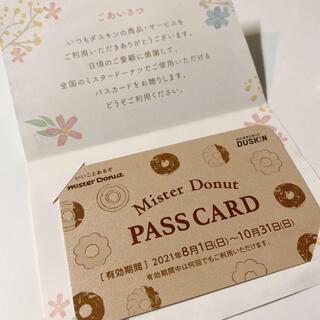 ごあいさつ
いつもダスキンの商品・サービスを
ご利用いただきありがとうございます。
日頃のご愛顧に感謝して、
全国のミスタードーナツでご使用いただける
パスカードをお贈りします。
どうぞご利用ください。
いいことあるぞ
mister Donut
DUSKIN
Mister Donut
PASS CARD
[有効期間] 2021年8月1日(日)〜10月31日(日)
有効期間中は何回でもご利用いただけます。